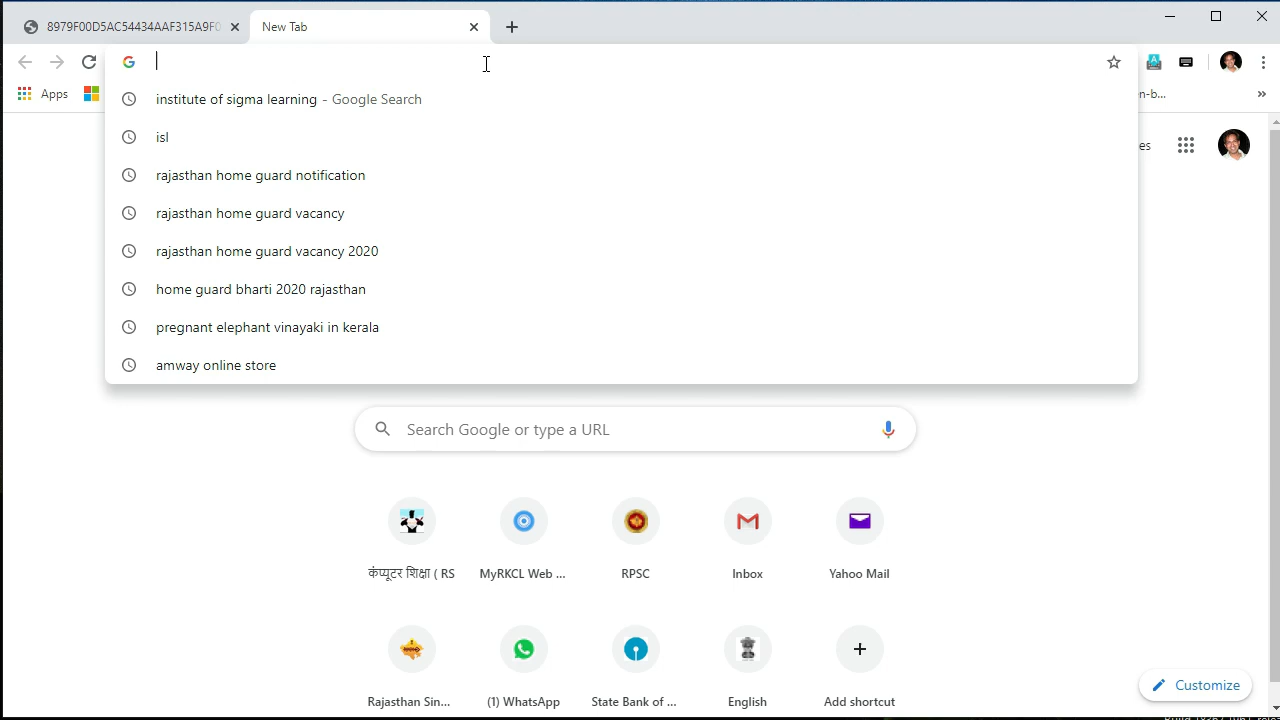 8979F00D5AC54434AAF315A9F0
New Tab
Apps
n-b...
»
institute of sigma learning - Google Search
es
isl
rajasthan home guard notification
rajasthan home guard vacancy
rajasthan home guard vacancy 2020
home guard bharti 2020 rajasthan
pregnant elephant vinayaki in kerala
amway online store
Search Google or type a URL
कंप्यूटर शिक्षा ( RS
MyRKCL Web ...
RPSC
Inbox
Yahoo Mail
Rajasthan Sin...
(1) WhatsApp
State Bank of ...
English
Add shortcut
Customize